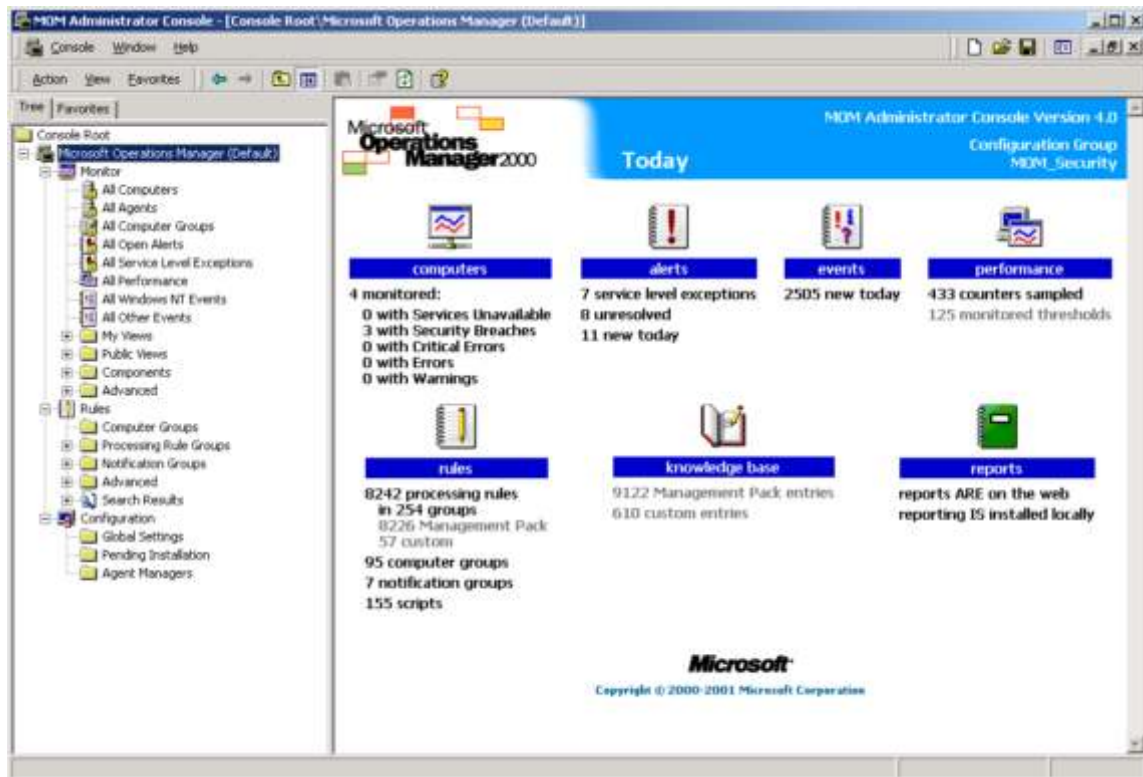 MOM Administrator Console - [Console Root\Microsoft Operations Manager (Default)]
Console Window Help
Action View Favorites
Tree Favorites
Console Root
Microsoft Operations Manager (Default)
Monitor
All Computers
All Agents
All Computer Groups
All Open Alerts
All Service Level Exceptions
All Performance
All Windows NT Events
All Other Events
My Views
Public Views
Components
Advanced
Rules
Computer Groups
Processing Rule Groups
Notification Groups
Advanced
Search Results
Configuration
Global Settings
Pending Installation
Agent Managers
Microsoft
Operations
Manager2000
Today
MOM Administrator Console Version 4.0
Configuration Group
MOM_Security
computers
4 monitored:
0 with Services Unavailable
3 with Security Breaches
0 with Critical Errors
0 with Errors
0 with Warnings
alerts
7 service level exceptions
8 unresolved
11 new today
events
2505 new today
performance
433 counters sampled
125 monitored thresholds
rules
8242 processing rules
in 254 groups
8226 Management Pack
57 custom
95 computer groups
7 notification groups
155 scripts
knowledge base
9122 Management Pack entries
610 custom entries
reports
reports ARE on the web
reporting IS installed locally
Microsoft
Copyright © 2000-2001 Microsoft Corporation